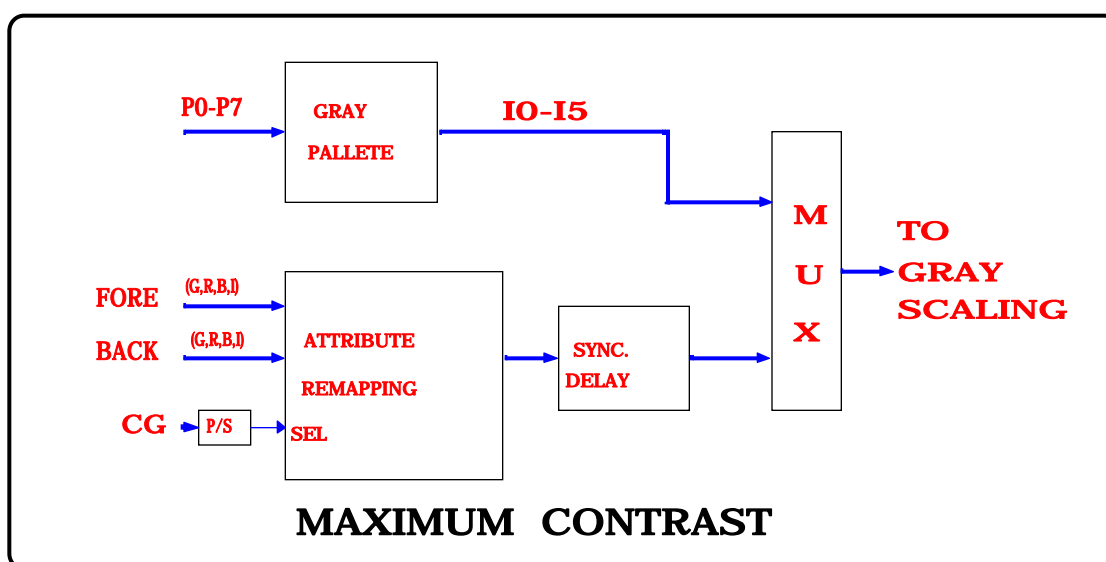 P0-P7
GRAY
PALLETE
I0-I5
FORE
(G,R,B,I)
BACK
(G,R,B,I)
CG
P/S
ATTRIBUTE
REMAPPING
SEL
SYNC.
DELAY
M
U
X
TO
GRAY
SCALING
MAXIMUM CONTRAST